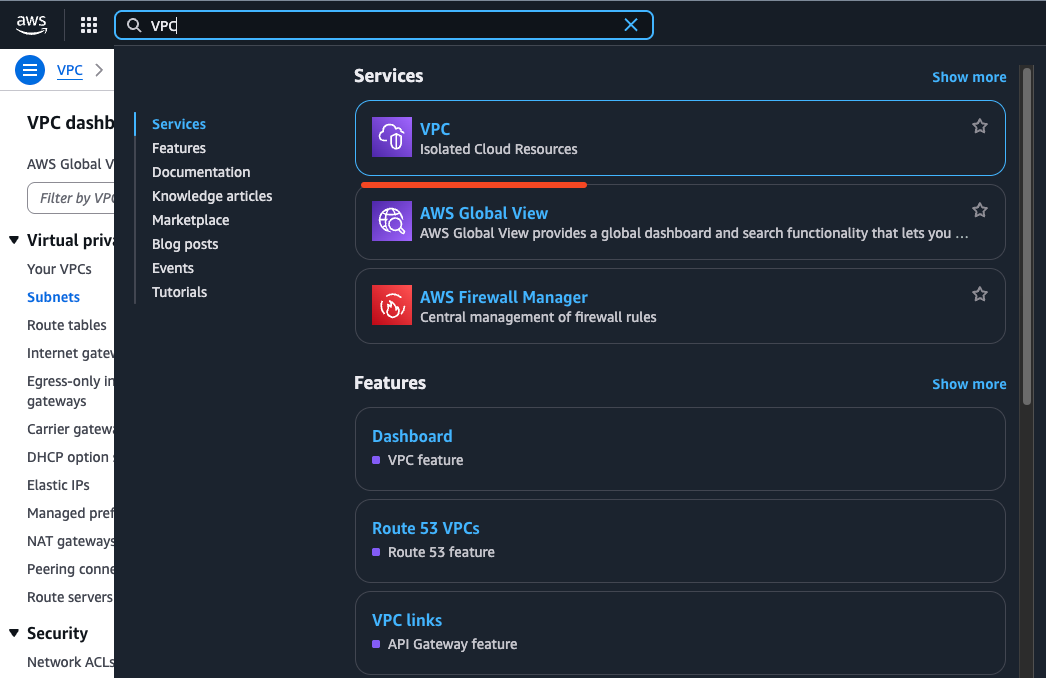 aws
VPC
VPC
VPC dashb
AWS Global V
Filter by VPC
Virtual priva
Your VPCs
Subnets
Route tables
Internet gatew
Egress-only in
gateways
Carrier gatewa
DHCP option s
Elastic IPs
Managed pref
NAT gateways
Peering conne
Route servers
Security
Network ACLs
Services
Features
Documentation
Knowledge articles
Marketplace
Blog posts
Events
Tutorials
Services
Show more
VPC
Isolated Cloud Resources
AWS Global View
AWS Global View provides a global dashboard and search functionality that lets you …
AWS Firewall Manager
Central management of firewall rules
Features
Show more
Dashboard
VPC feature
Route 53 VPCs
Route 53 feature
VPC links
API Gateway feature